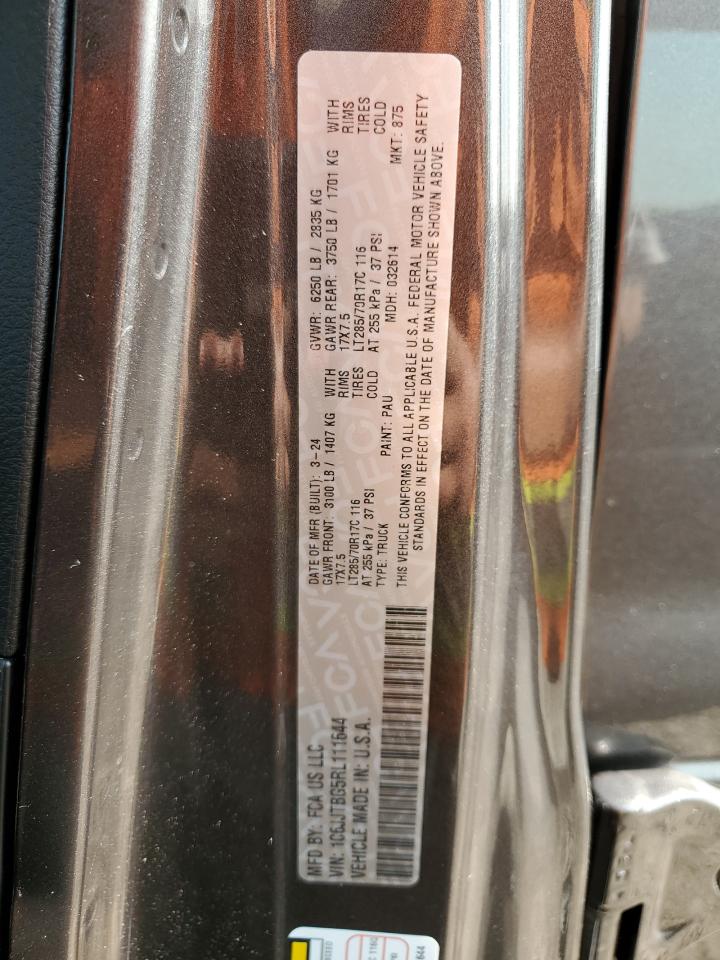 MFD BY: FCA US LLC
DATE OF MFR (BUILT): 3-24
GVWR: 6250 LB / 2835 KG
GAWR FRONT: 3100 LB / 1407 KG WITH
GAWR REAR: 3750 LB / 1701 KG WITH
17X7.5 RIMS
17X7.5 RIMS
LT285/70R17C 116 TIRES
LT285/70R17C 116 TIRES
AT 255 kPa / 37 PSI COLD
AT 255 kPa / 37 PSI COLD
VIN: 1C6JJTBG5RL111644
TYPE: TRUCK PAINT: PAU MDH: 032614 MKT: 875
VEHICLE MADE IN: U.S.A.
THIS VEHICLE CONFORMS TO ALL APPLICABLE U.S.A. FEDERAL MOTOR VEHICLE SAFETY
STANDARDS IN EFFECT ON THE DATE OF MANUFACTURE SHOWN ABOVE.
FCA